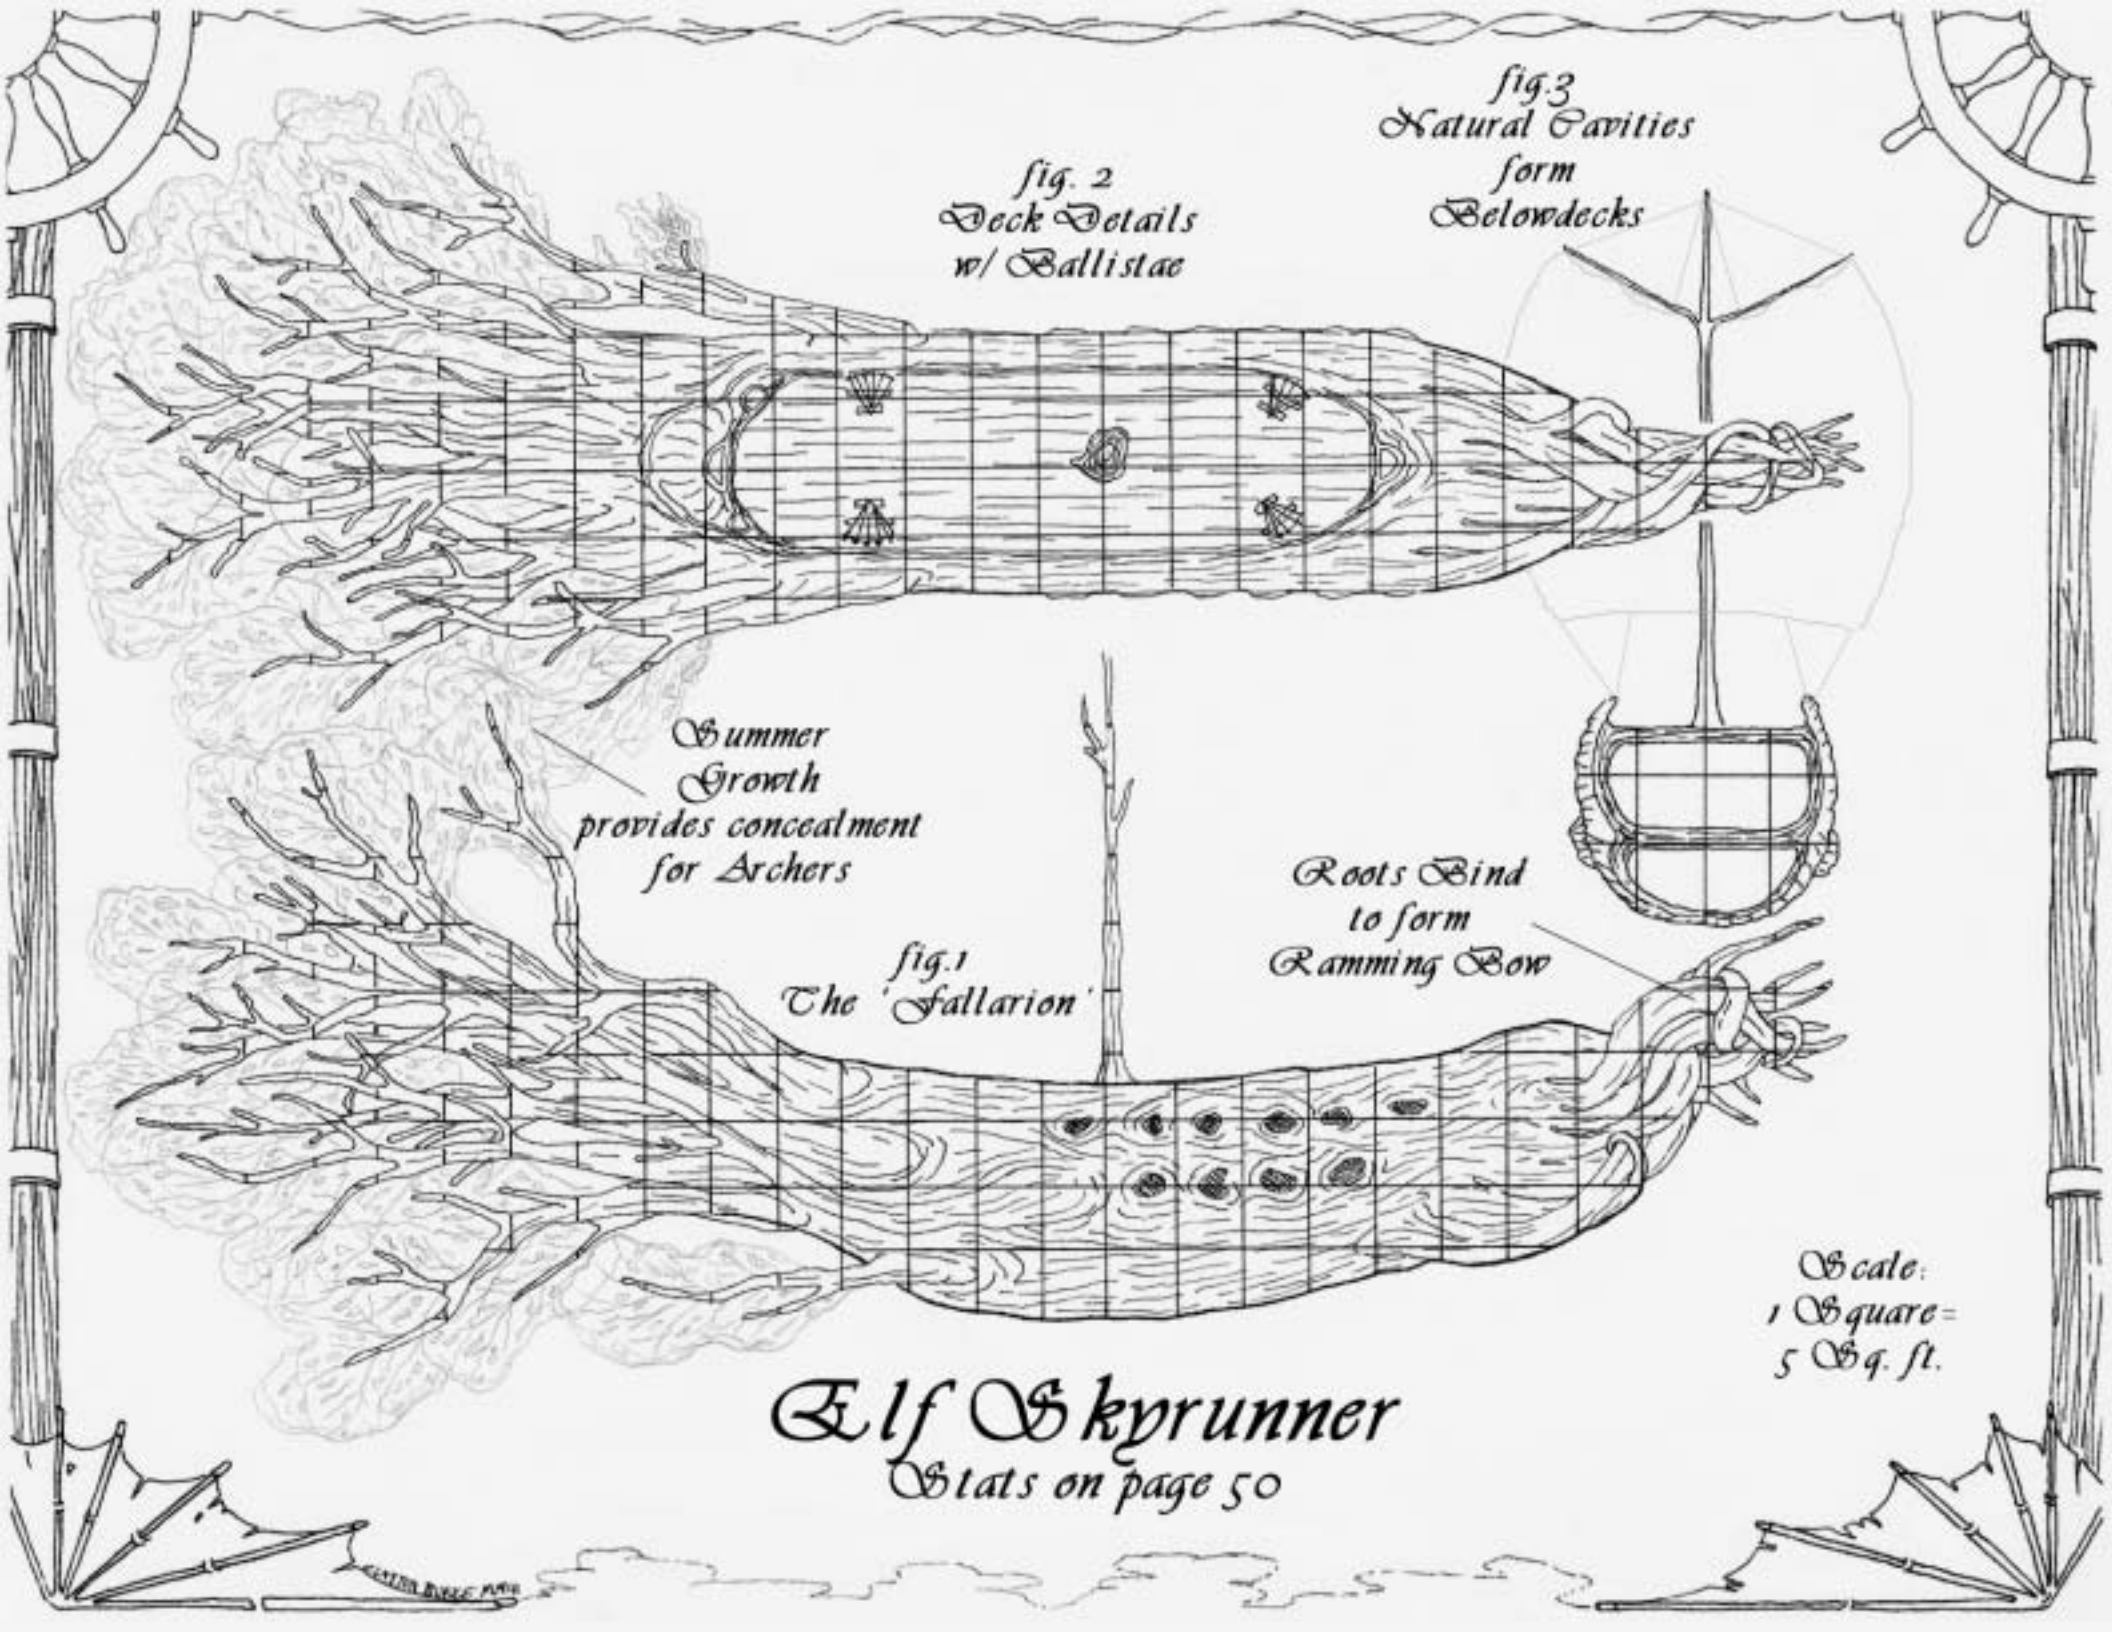 fig.3
Natural Cavities
form
Belowdecks
fig. 2
Deck Details
w/ Ballistae
Summer
Growth
provides concealment
for Archers
Roots Bind
to form
Ramming Bow
fig.1
The 'Fallarion'
Scale:
1 Square=
5 Sq. ft.
Elf Skyrunner
Stats on page 50